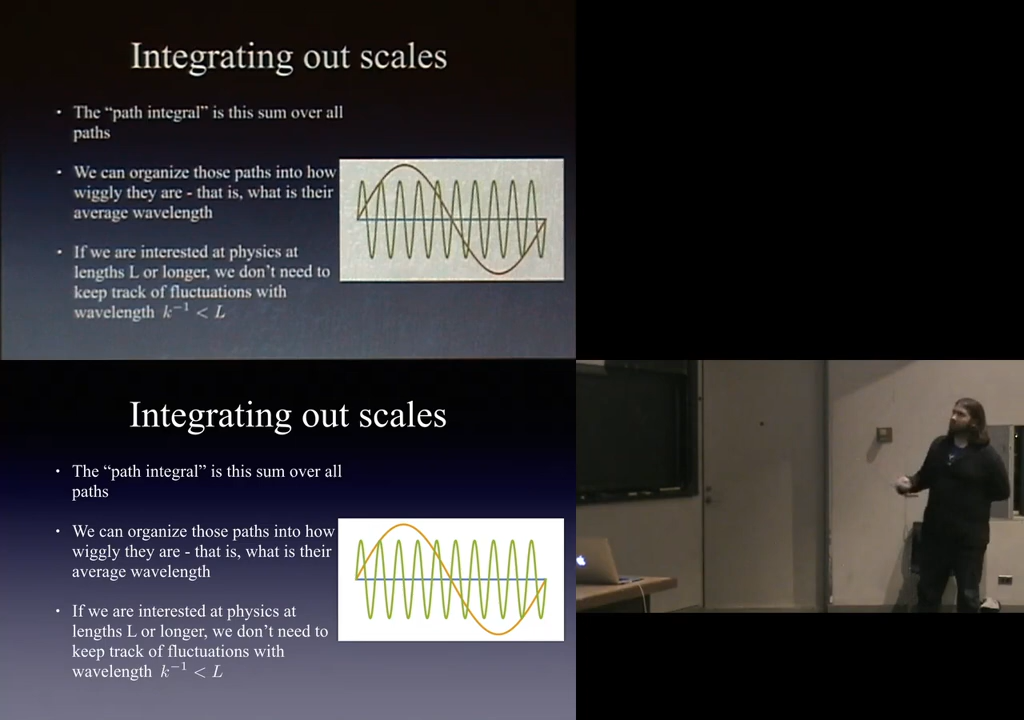 Integrating out scales
• The “path integral” is this sum over all
paths
• We can organize those paths into how
wiggly they are - that is, what is their
average wavelength
• If we are interested at physics at
lengths L or longer, we don’t need to
keep track of fluctuations with
wavelength k⁻¹ < L
Integrating out scales
• The “path integral” is this sum over all
paths
• We can organize those paths into how
wiggly they are - that is, what is their
average wavelength
• If we are interested at physics at
lengths L or longer, we don’t need to
keep track of fluctuations with
wavelength k⁻¹ < L